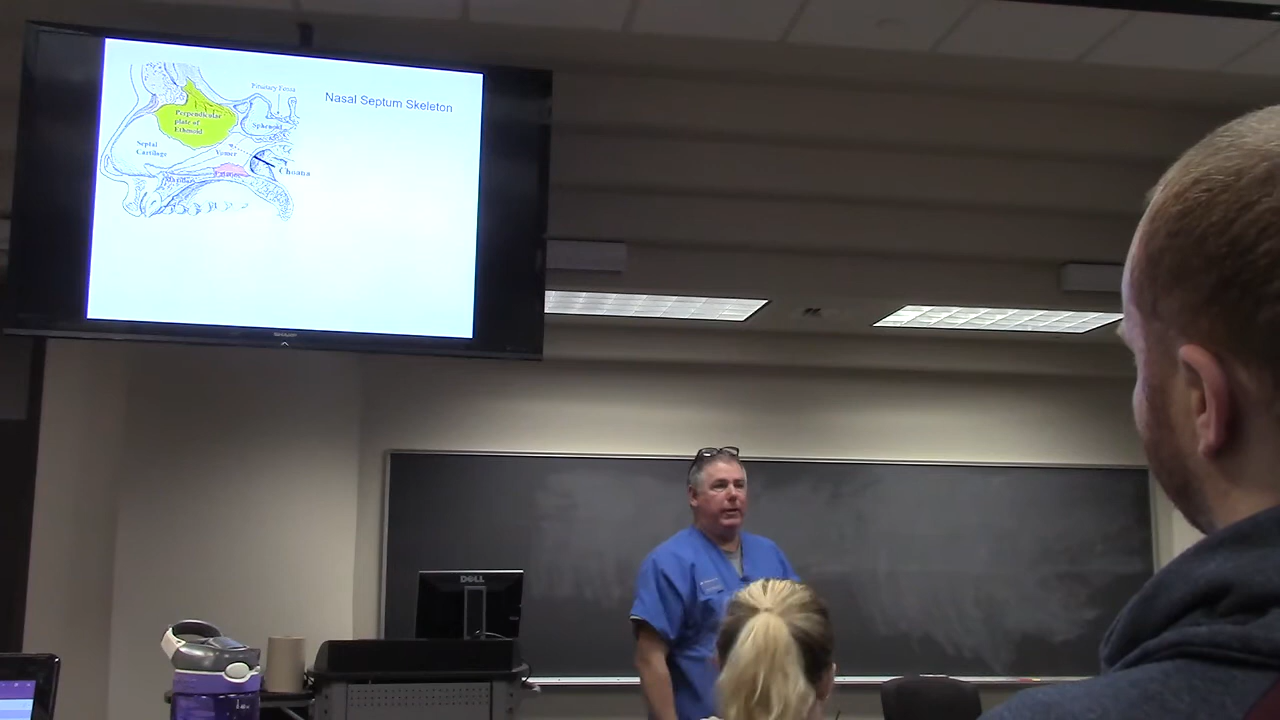 Nasal Septum Skeleton
Pituitary Fossa
Perpendicular
plate of
Ethmoid
Sphenoid
Septal
Cartilage
Vomer
Choana
DELL